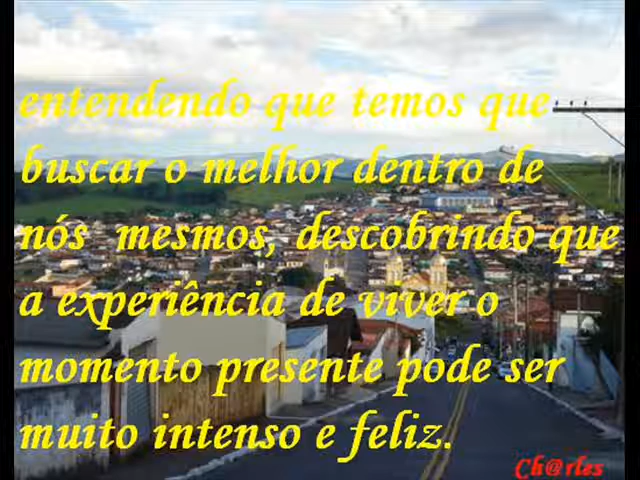 entendendo que temos que
buscar o melhor dentro de
nós mesmos, descobrindo que
a experiência de viver o
momento presente pode ser
muito intenso e feliz.
Ch@rles